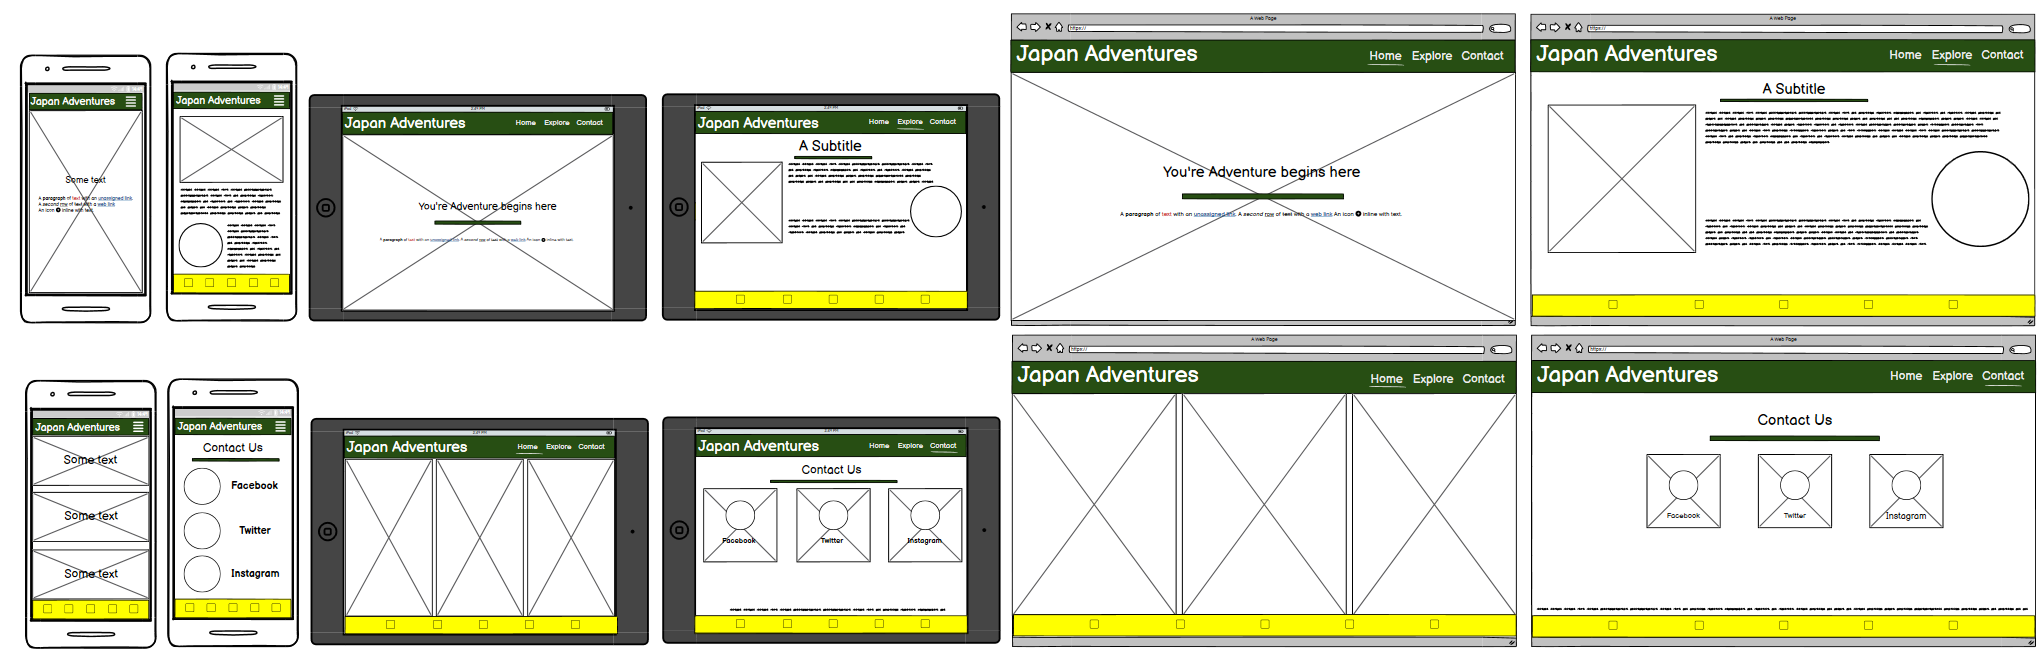 Japan Adventures
Some text
A paragraph of text with an unassigned link
A second row of text with a web link
An icon inline with text.
Japan Adventures
Japan Adventures Home Explore Contact
You're Adventure begins here
A paragraph of text with an unassigned link A second row of text with a web link An icon inline with text.
Japan Adventures Home Explore Contact
A Subtitle
A Web Page
https://
Japan Adventures Home Explore Contact
You're Adventure begins here
A paragraph of text with an unassigned link. A second row of text with a web link An icon inline with text.
A Web Page
https://
Japan Adventures Home Explore Contact
A Subtitle
Japan Adventures
Some text
Some text
Some text
Japan Adventures
Contact Us
Facebook
Twitter
Instagram
Japan Adventures Home Explore Contact
Japan Adventures Home Explore Contact
Contact Us
Facebook Twitter Instagram
A Web Page
https://
Japan Adventures Home Explore Contact
A Web Page
https://
Japan Adventures Home Explore Contact
Contact Us
Facebook Twitter Instagram